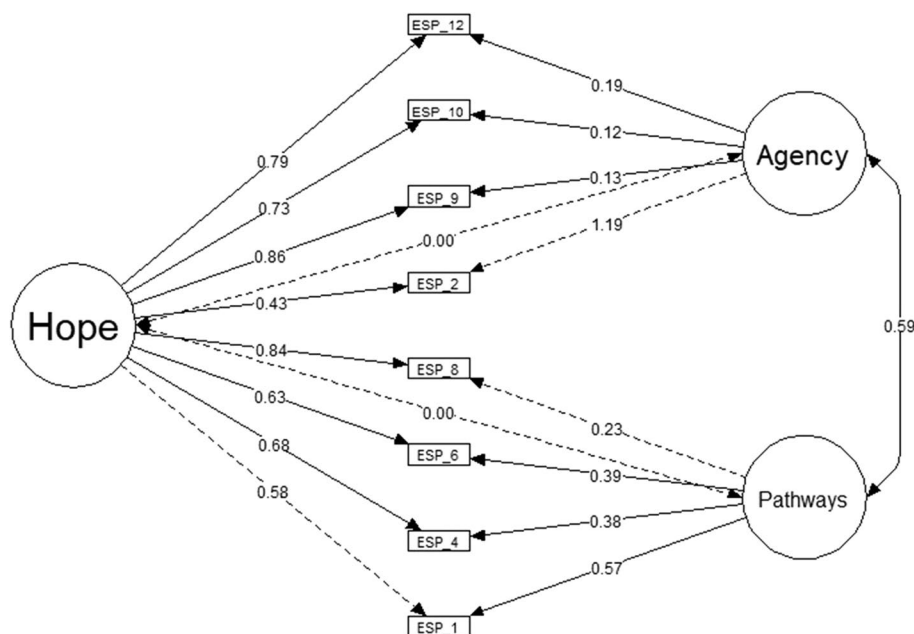 ESP_12
0.19
ESP_10
0.12
Agency
0.79
0.13
0.73
ESP_9
0.86
0.00
1.19
ESP_2
0.43
Hope
0.59
0.84
ESP_8
0.63
0.00
0.23
0.68
ESP_6
0.39
Pathways
0.58
0.38
ESP_4
0.57
ESP_1